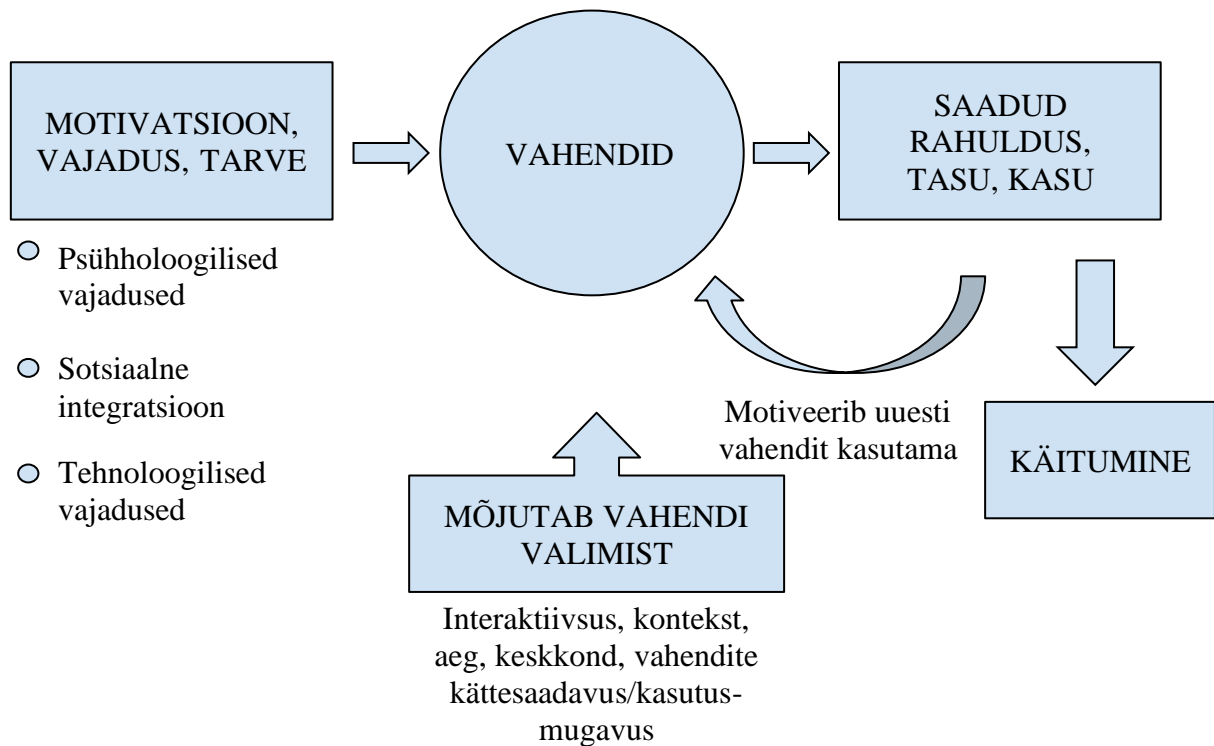 MOTIVATSIOON,
VAJADUS, TARVE
VAHENDID
SAADUD
RAHULDUS,
TASU, KASU
Psühholoogilised
vajadused
Sotsiaalne
integratsioon
Tehnoloogilised
vajadused
Motiveerib uuesti
vahendit kasutama
KÄITUMINE
MÕJUTAB VAHENDI
VALIMIST
Interaktiivsus, kontekst,
aeg, keskkond, vahendite
kättesaadavus/kasutus-
mugavus